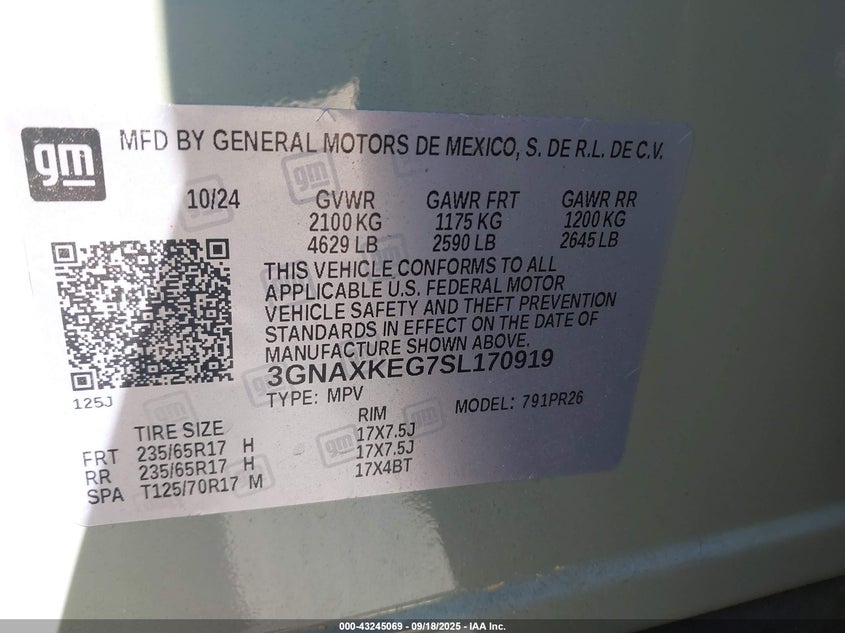 gm
MFD BY GENERAL MOTORS DE MEXICO, S. DE R.L. DE C.V.
10/24 GVWR GAWR FRT GAWR RR
2100 KG 1175 KG 1200 KG
4629 LB 2590 LB 2645 LB
THIS VEHICLE CONFORMS TO ALL
APPLICABLE U.S. FEDERAL MOTOR
VEHICLE SAFETY AND THEFT PREVENTION
STANDARDS IN EFFECT ON THE DATE OF
MANUFACTURE SHOWN ABOVE.
3GNAXKEG7SL170919
125J
TYPE: MPV MODEL: 791PR26
TIRE SIZE RIM
FRT 235/65R17 H 17X7.5J
RR 235/65R17 H 17X7.5J
SPA T125/70R17 M 17X4BT
000-43245069 - 09/18/2025 - IAA Inc.